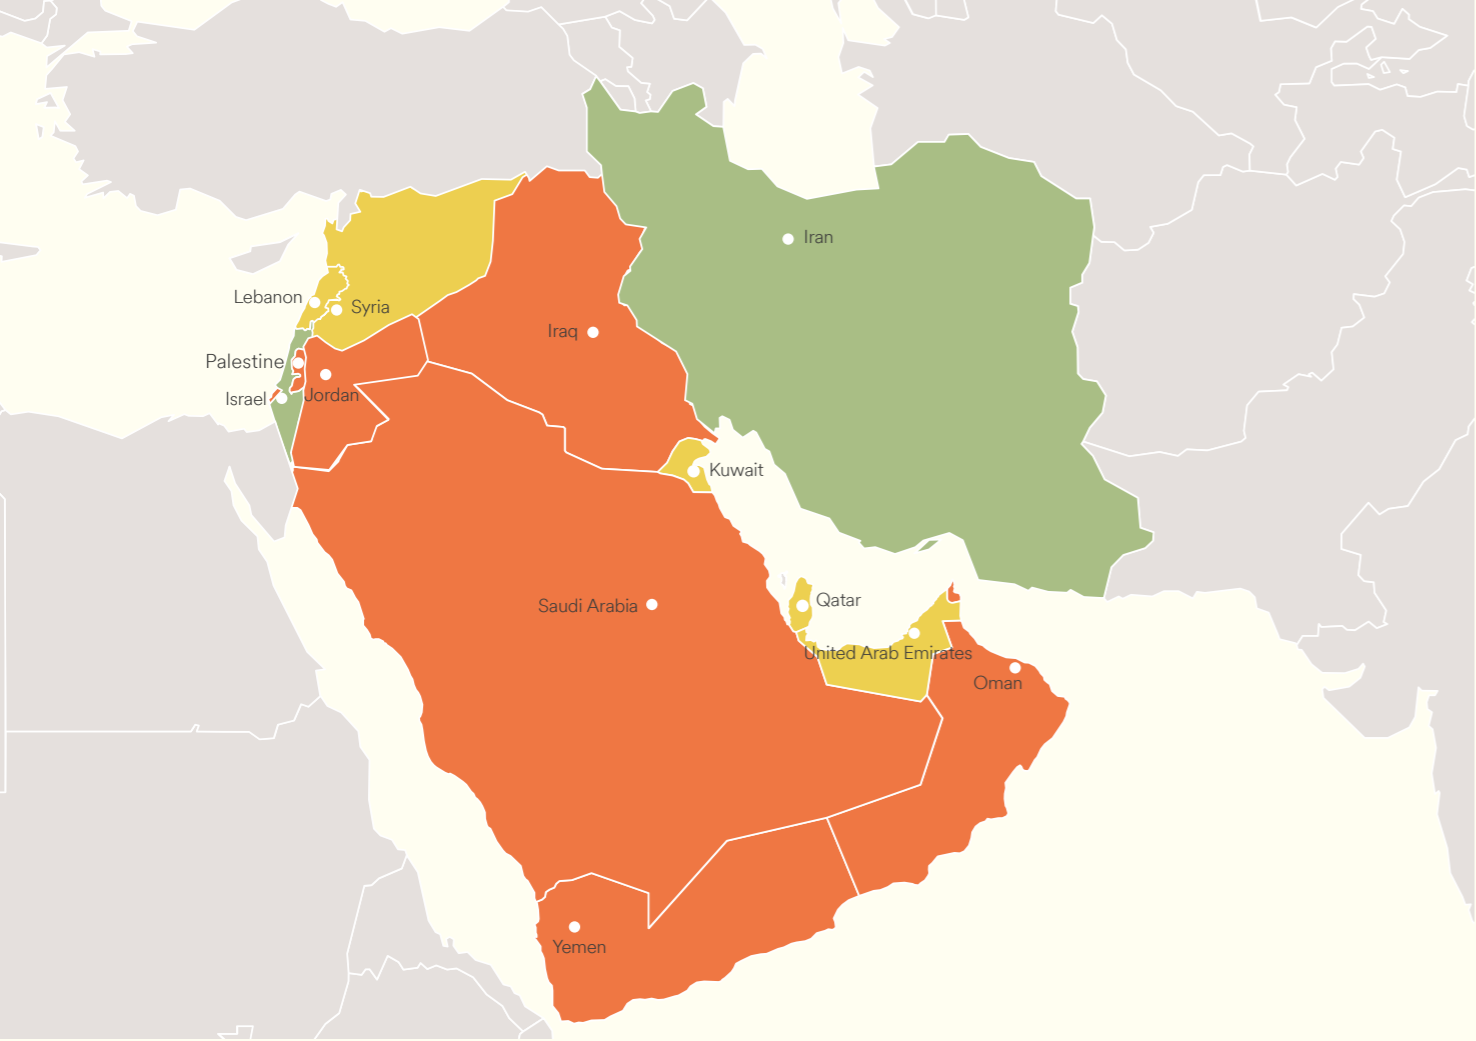 Iran
Lebanon
Syria
Iraq
Palestine
Israel
Jordan
Kuwait
Qatar
Saudi Arabia
United Arab Emirates
Oman
Yemen